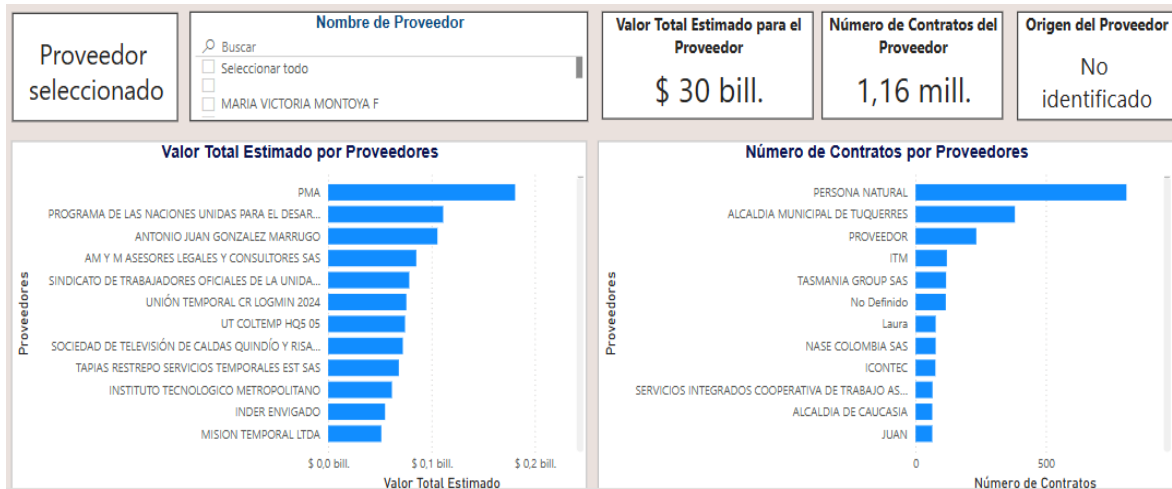 Proveedor
seleccionado
Nombre de Proveedor
Buscar
Seleccionar todo
MARIA VICTORIA MONTOYA F
Valor Total Estimado para el
Proveedor
$ 30 bill.
Número de Contratos del
Proveedor
1,16 mill.
Origen del Proveedor
No
identificado
Valor Total Estimado por Proveedores
Proveedores
PMA
PROGRAMA DE LAS NACIONES UNIDAS PARA EL DESAR...
ANTONIO JUAN GONZALEZ MARRUGO
AM Y M ASESORES LEGALES Y CONSULTORES SAS
SINDICATO DE TRABAJADORES OFICIALES DE LA UNIDA...
UNIÓN TEMPORAL CR LOGMIN 2024
UT COLTEMP HQ5 05
SOCIEDAD DE TELEVISIÓN DE CALDAS QUINDÍO Y RISA...
TAPIAS RESTREPO SERVICIOS TEMPORALES EST SAS
INSTITUTO TECNOLOGICO METROPOLITANO
INDER ENVIGADO
MISION TEMPORAL LTDA
$ 0,0 bill. $ 0,1 bill. $ 0,2 bill.
Valor Total Estimado
Número de Contratos por Proveedores
Proveedores
PERSONA NATURAL
ALCALDIA MUNICIPAL DE TUQUERRES
PROVEEDOR
ITM
TASMANIA GROUP SAS
No Definido
Laura
NASE COLOMBIA SAS
ICONTEC
SERVICIOS INTEGRADOS COOPERATIVA DE TRABAJO AS...
ALCALDIA DE CAUCASIA
JUAN
0 500
Número de Contratos